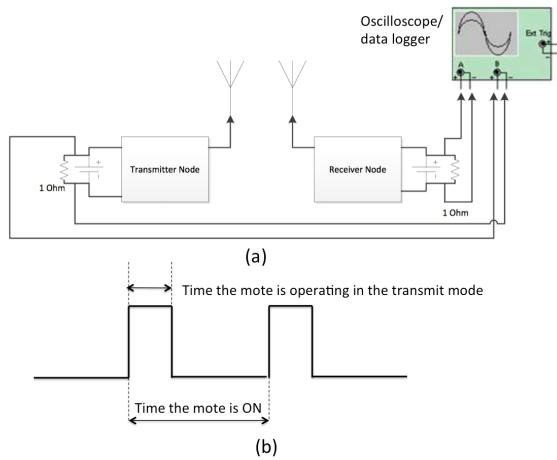 Oscilloscope/
data logger
Ext Trig
+
A
B
+
−
+
−
+
Transmitter Node
−
1 Ohm
Receiver Node
+
−
1 Ohm
(a)
Time the mote is operating in the transmit mode
Time the mote is ON
(b)